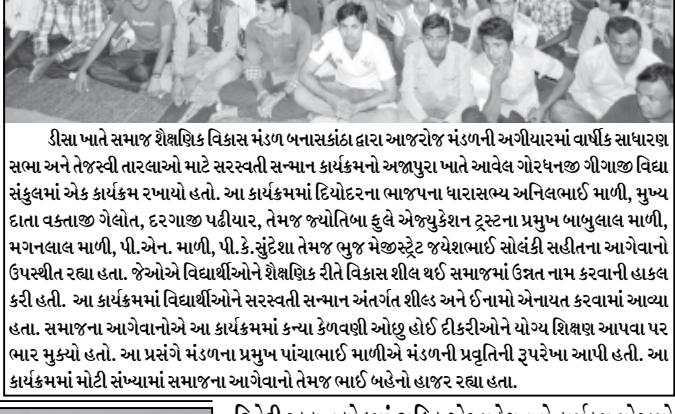 ડીસા ખાતે સમાજ શૈક્ષણિક વિકાસ મંડળ બનાસકાંઠા દ્વારા આજરોજ મંડળની અગીયારમાં વાર્ષીક સાધારણ
સભા અને તેજસ્વી તારલાઓ માટે સરસ્વતી સન્માન કાર્યક્રમનો અજાપુરા ખાતે આવેલ ગોરધનજી ગીગાજી વિદ્યા
સંકુલમાં એક કાર્યક્રમ રખાયો હતો. આ કાર્યક્રમમાં દિયોદરના ભાજપના ધારાસભ્ય અનિલભાઈ માળી, મુખ્ય
દાતા વક્તાજી ગેલોત, દરગાજી પઢીયાર, તેમજ જ્યોતિબા ફુલે એજ્યુકેશન ટ્રસ્ટના પ્રમુખ બાબુલાલ માળી,
મગનલાલ માળી, પી.એન. માળી, પી.કે.સુંદેશા તેમજ ભુજ મેજીસ્ટ્રેટ જયેશભાઈ સોલંકી સહીતના આગેવાનો
ઉપસ્થીત રહ્યા હતા. જેઓએ વિદ્યાર્થીઓને શૈક્ષણિક રીતે વિકાસ શીલ થઈ સમાજમાં ઉન્નત નામ કરવાની હાકલ
કરી હતી. આ કાર્યક્રમમાં વિદ્યાર્થીઓને સરસ્વતી સન્માન અંતર્ગત શીલ્ડ અને ઈનામો એનાયત કરવામાં આવ્યા
હતા. સમાજના આગેવાનોએ આ કાર્યક્રમમાં કન્યા કેળવણી ઓછુ હોઈ દીકરીઓને યોગ્ય શિક્ષણ આપવા પર
ભાર મુક્યો હતો. આ પ્રસંગે મંડળના પ્રમુખ પાંચાભાઈ માળીએ મંડળની પ્રવૃતિની રૂપરેખા આપી હતી. આ
કાર્યક્રમમાં મોટી સંખ્યામાં સમાજના આગેવાનો તેમજ ભાઈ બહેનો હાજર રહ્યા હતા.